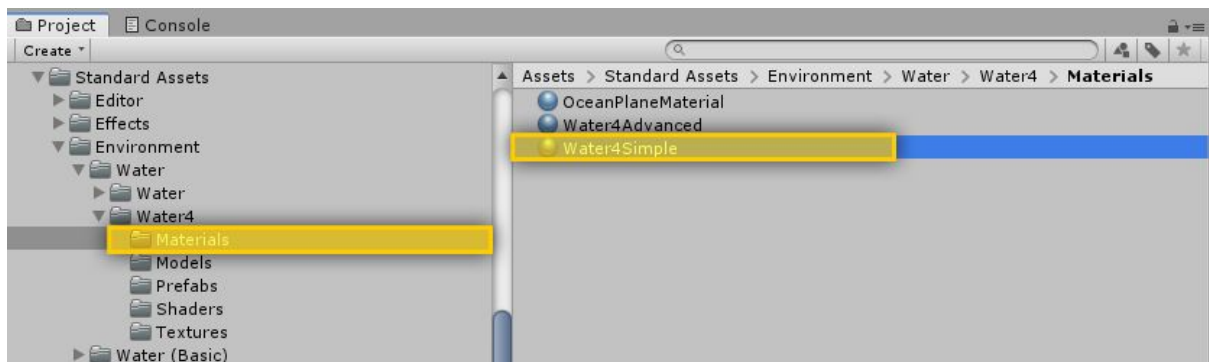 Project Console
Create
Standard Assets
Editor
Effects
Environment
Water
Water
Water4
Materials
Models
Prefabs
Shaders
Textures
Water (Basic)
Assets > Standard Assets > Environment > Water > Water4 > Materials
OceanPlaneMaterial
Water4Advanced
Water4Simple